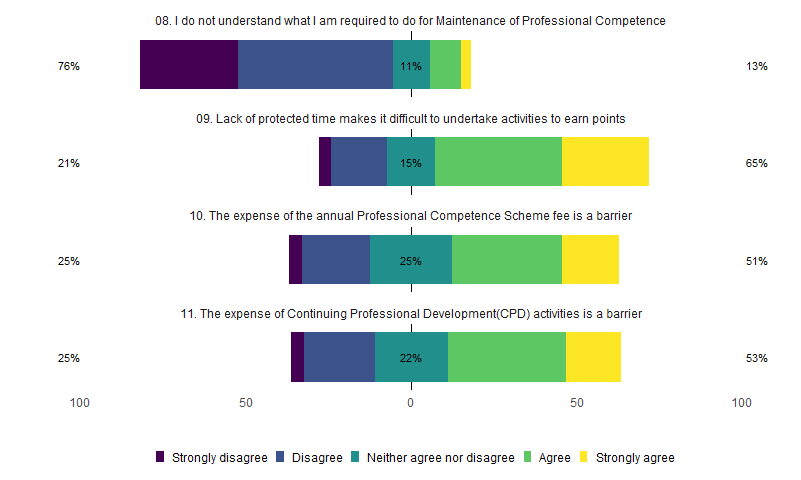 08. I do not understand what I am required to do for Maintenance of Professional Competence
76% 11% 13%
09. Lack of protected time makes it difficult to undertake activities to earn points
21% 15% 65%
10. The expense of the annual Professional Competence Scheme fee is a barrier
25% 25% 51%
11. The expense of Continuing Professional Development(CPD) activities is a barrier
25% 22% 53%
100 50 0 50 100
Strongly disagree Disagree Neither agree nor disagree Agree Strongly agree